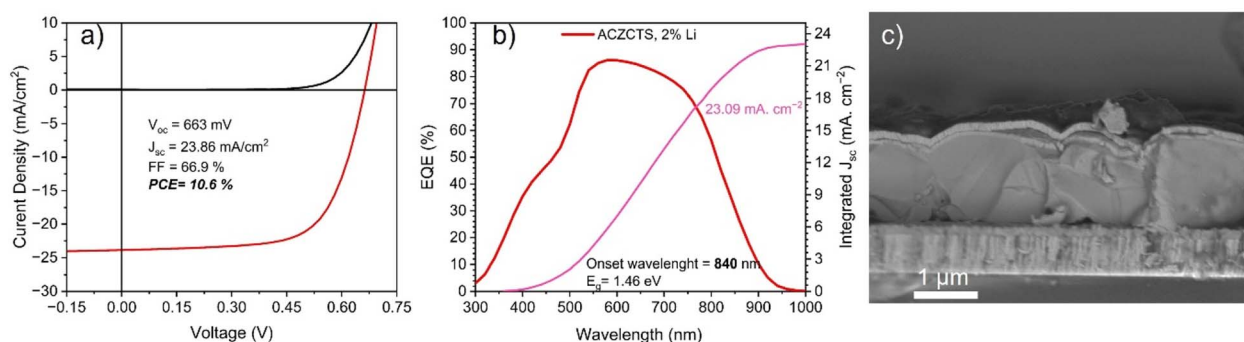 a)
10
5
0
−5
−10
−15
−20
−25
−30
Current Density (mA/cm²)
V_oc = 663 mV
J_sc = 23.86 mA/cm²
FF = 66.9 %
PCE= 10.6 %
−0.15 0.00 0.15 0.30 0.45 0.60 0.75
Voltage (V)
b)
ACZCTS, 2% Li
100
90
80
70
60
50
40
30
20
10
0
EQE (%)
23.09 mA. cm⁻²
Onset wavelenght = 840 nm
E_g= 1.46 eV
300 400 500 600 700 800 900 1000
Wavelength (nm)
24
21
18
15
12
9
6
3
0
Integrated J_sc
(mA. cm⁻²)
c)
1 µm